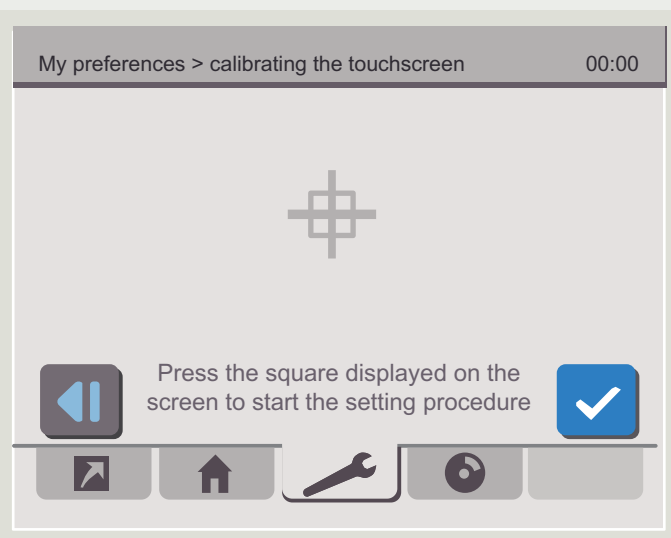 My preferences > calibrating the touchscreen 00:00
Press the square displayed on the
screen to start the setting procedure